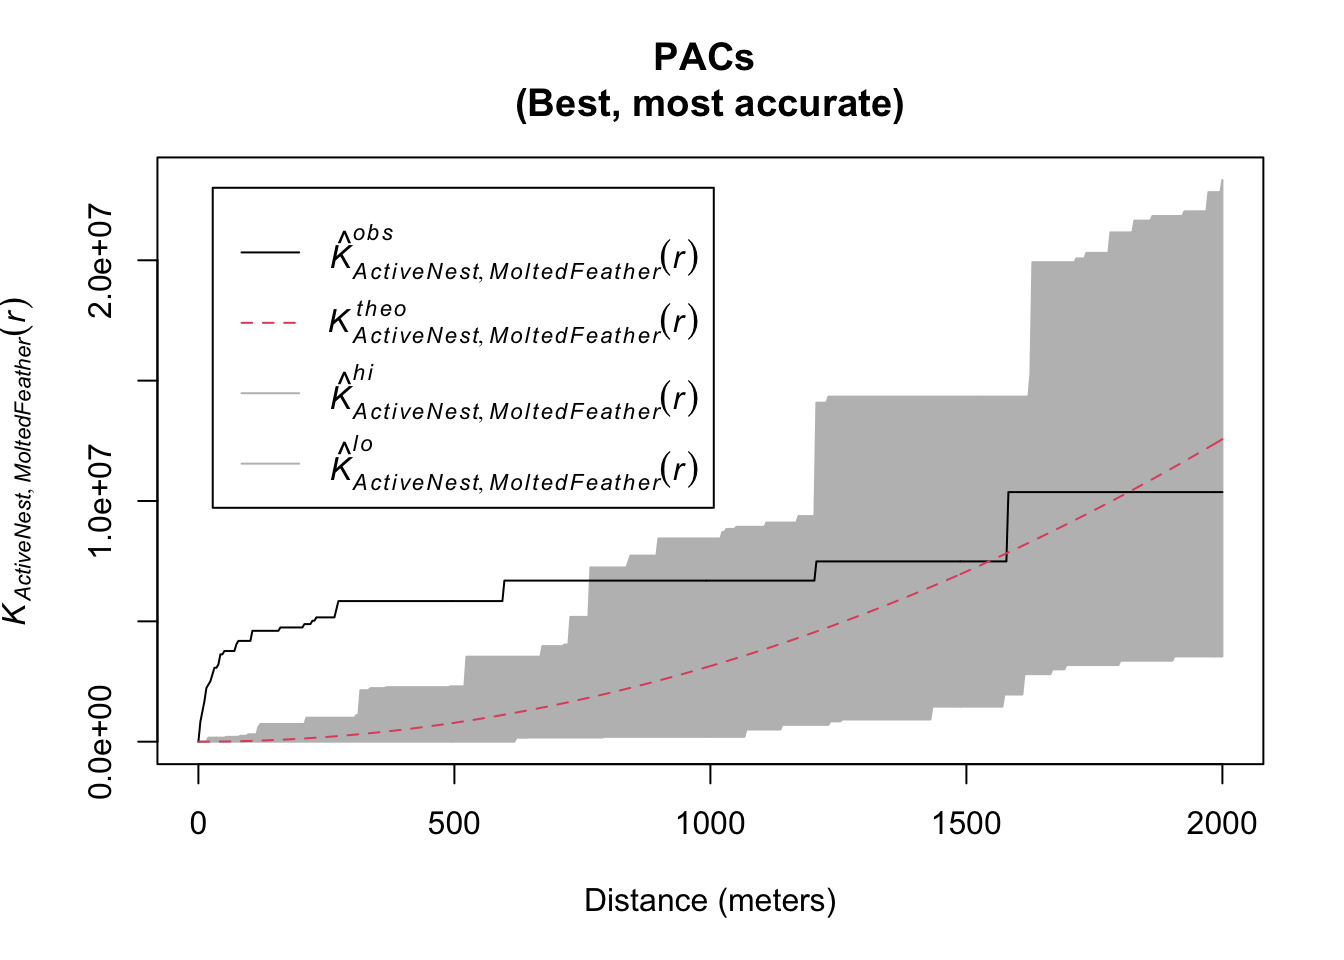 PACs
(Best, most accurate)
K̂^obs_ActiveNest, MoltedFeather(r)
K^theo_ActiveNest, MoltedFeather(r)
K̂^hi_ActiveNest, MoltedFeather(r)
K̂^lo_ActiveNest, MoltedFeather(r)
K_ActiveNest, MoltedFeather(r)
2.0e+07
1.0e+07
0.0e+00
0 500 1000 1500 2000
Distance (meters)